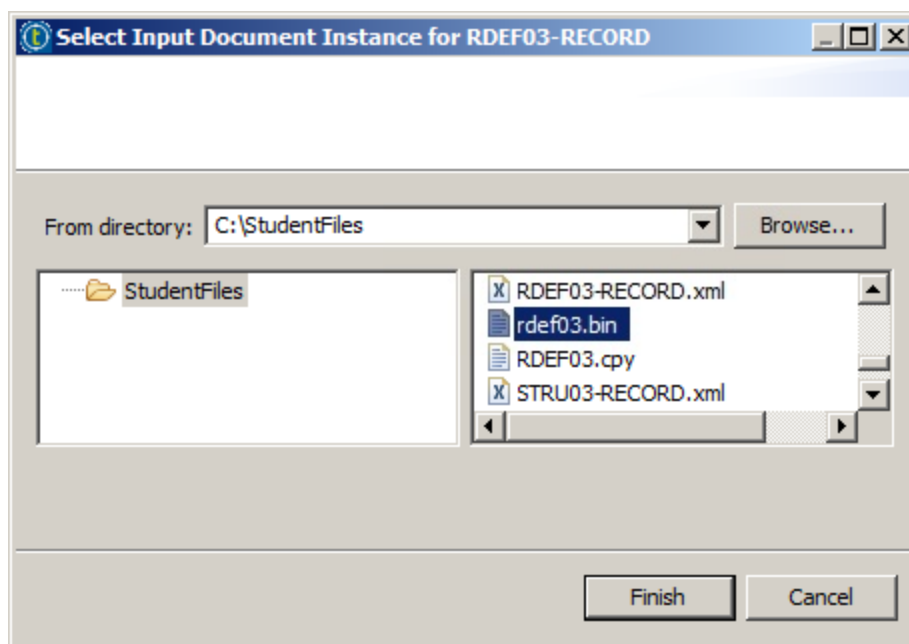 Select Input Document Instance for RDEF03-RECORD
From directory: C:\StudentFiles Browse...
StudentFiles
RDEF03-RECORD.xml
rdef03.bin
RDEF03.cpy
STRU03-RECORD.xml
Finish Cancel